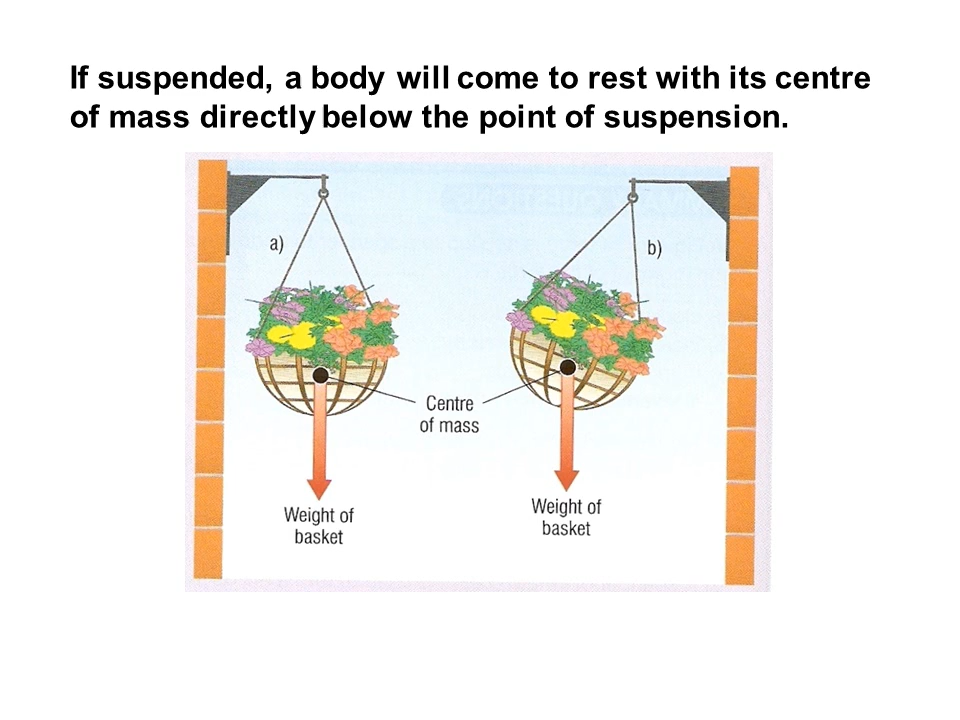 If suspended, a body will come to rest with its centre
of mass directly below the point of suspension.
a)
b)
Centre
of mass
Weight of
basket
Weight of
basket